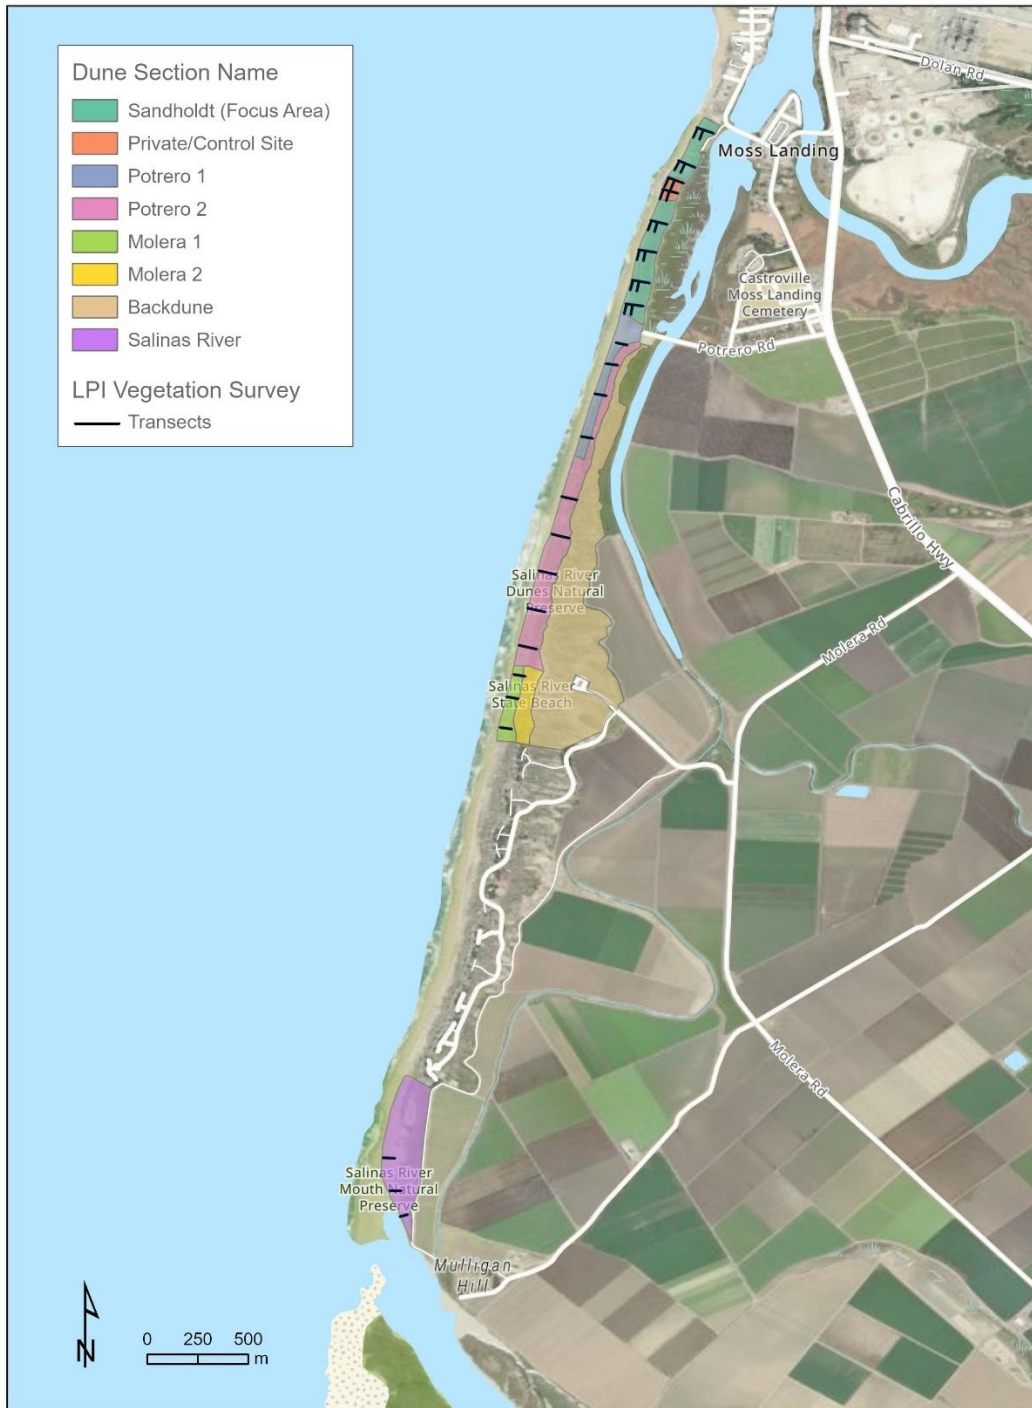 Dune Section Name
Sandholdt (Focus Area)
Private/Control Site
Potrero 1
Potrero 2
Molera 1
Molera 2
Backdune
Salinas River
LPI Vegetation Survey
Transects
Dolan Rd
Moss Landing
Castroville
Moss Landing
Cemetery
Potrero Rd
Cabrillo Hwy
Salinas River
Dunes Natural
Preserve
Molera Rd
Salinas River
State Beach
Molera Rd
Salinas River
Mouth Natural
Preserve
Mulligan
Hill
N
0 250 500
m